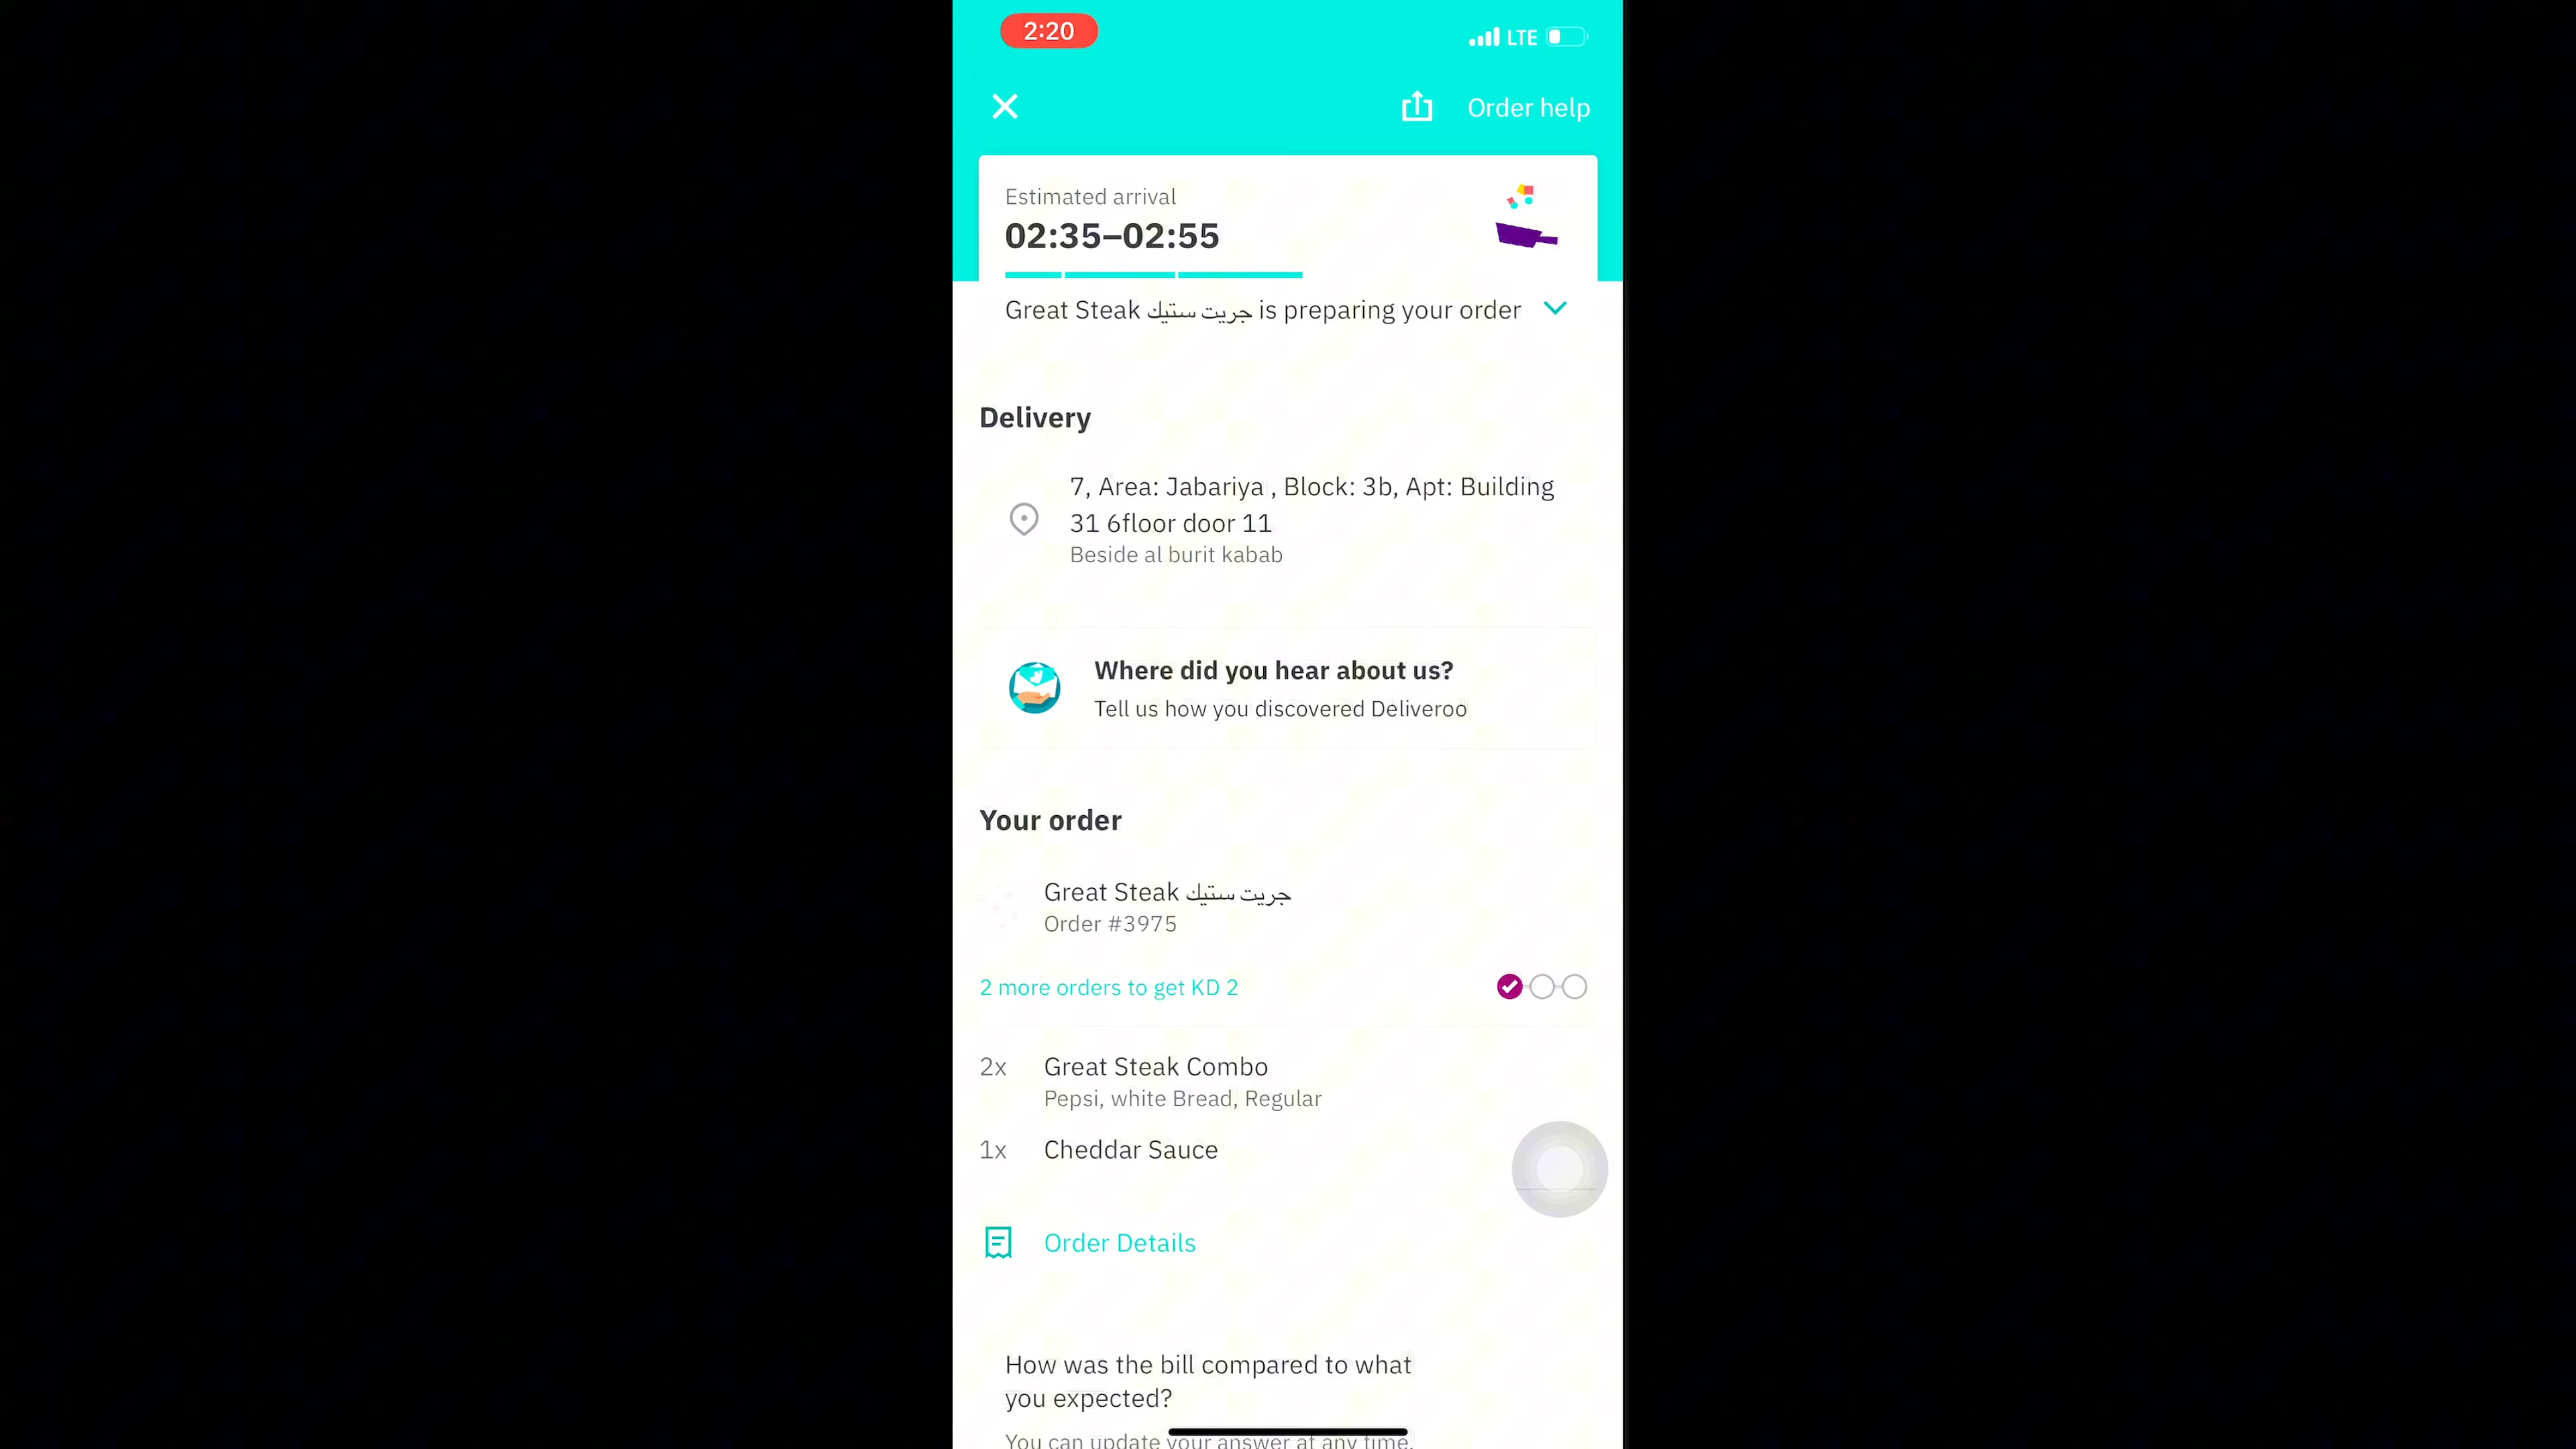 2:20
LTE
Order help
Estimated arrival
02:35–02:55
Great Steak جريت ستيك is preparing your order
Delivery
7, Area: Jabariya , Block: 3b, Apt: Building
31 6floor door 11
Beside al burit kabab
Where did you hear about us?
Tell us how you discovered Deliveroo
Your order
Great Steak جريت ستيك
Order #3975
2 more orders to get KD 2
2x Great Steak Combo
Pepsi, white Bread, Regular
1x Cheddar Sauce
Order Details
How was the bill compared to what
you expected?
You can update your answer at any time.